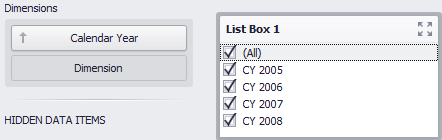 Dimensions
Calendar Year
Dimension
HIDDEN DATA ITEMS
List Box 1
(All)
CY 2005
CY 2006
CY 2007
CY 2008